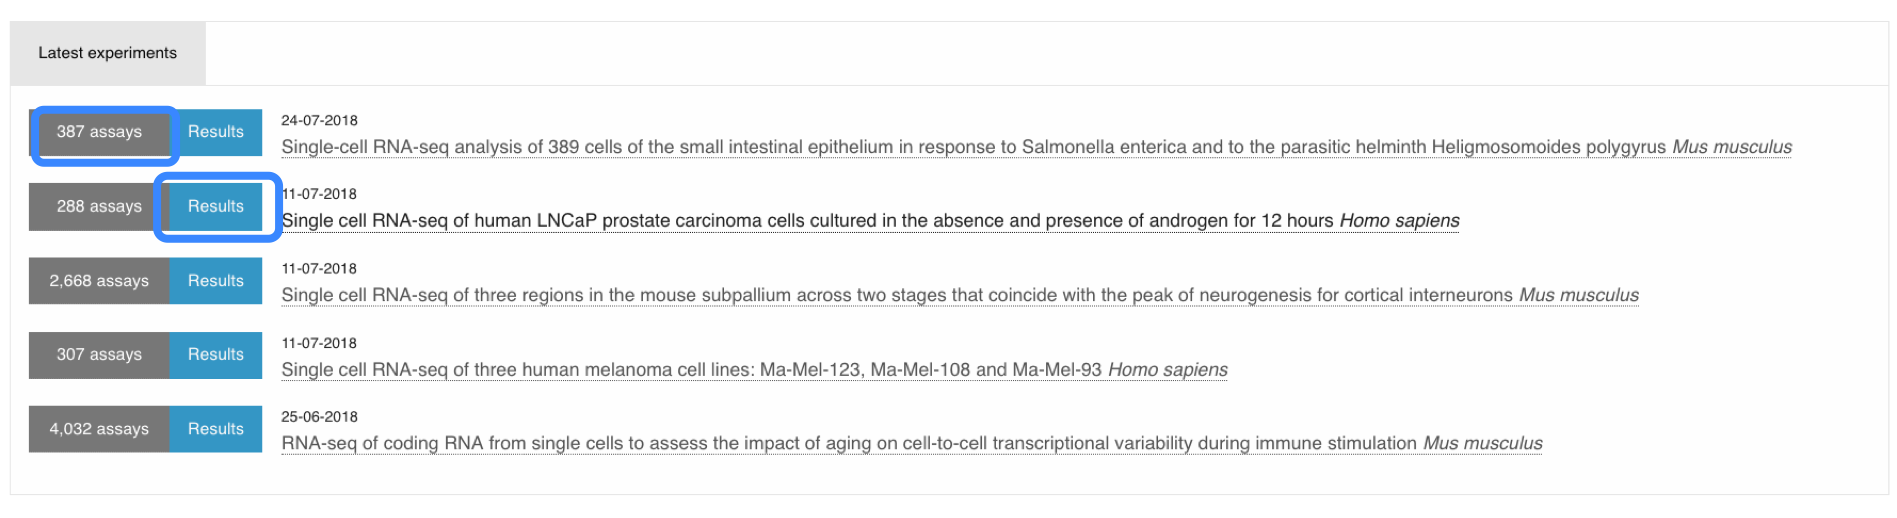 Latest experiments
387 assays Results 24-07-2018
Single-cell RNA-seq analysis of 389 cells of the small intestinal epithelium in response to Salmonella enterica and to the parasitic helminth Heligmosomoides polygyrus Mus musculus
288 assays Results 11-07-2018
Single cell RNA-seq of human LNCaP prostate carcinoma cells cultured in the absence and presence of androgen for 12 hours Homo sapiens
2,668 assays Results 11-07-2018
Single cell RNA-seq of three regions in the mouse subpallium across two stages that coincide with the peak of neurogenesis for cortical interneurons Mus musculus
307 assays Results 11-07-2018
Single cell RNA-seq of three human melanoma cell lines: Ma-Mel-123, Ma-Mel-108 and Ma-Mel-93 Homo sapiens
4,032 assays Results 25-06-2018
RNA-seq of coding RNA from single cells to assess the impact of aging on cell-to-cell transcriptional variability during immune stimulation Mus musculus